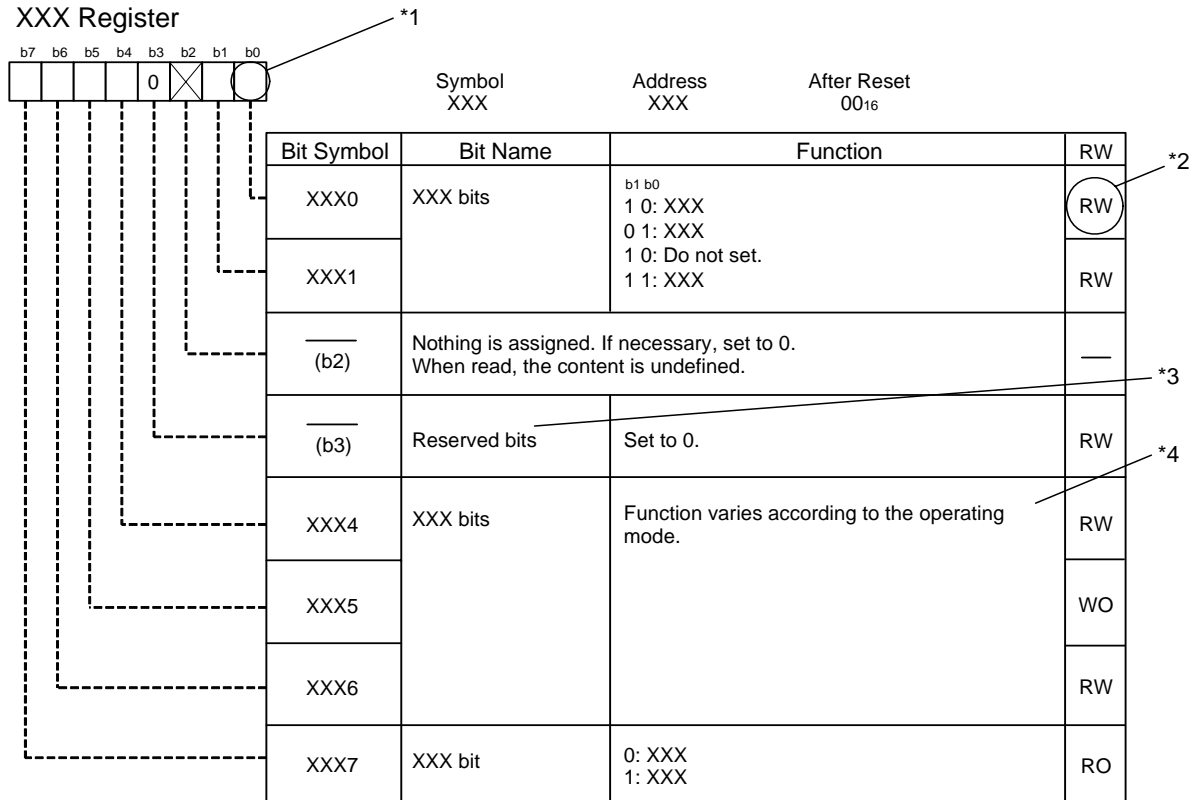 XXX Register
*1
b7 b6 b5 b4 b3 b2 b1 b0
0
Symbol Address After Reset
XXX XXX 0016
Bit Symbol Bit Name Function RW
*2
XXX0 XXX bits
b1 b0
1 0: XXX
0 1: XXX
1 0: Do not set.
1 1: XXX
RW
XXX1 RW
(b2) Nothing is assigned. If necessary, set to 0.
When read, the content is undefined.
—
*3
(b3) Reserved bits Set to 0. RW
*4
XXX4 XXX bits Function varies according to the operating
mode.
RW
XXX5 WO
XXX6 RW
XXX7 XXX bit 0: XXX
1: XXX
RO